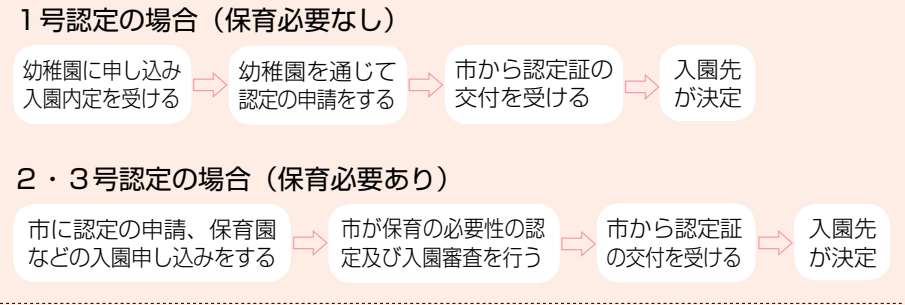 1号認定の場合（保育必要なし）
幼稚園に申し込み
入園内定を受ける
幼稚園を通じて
認定の申請をする
市から認定証の
交付を受ける
入園先
が決定
2・3号認定の場合（保育必要あり）
市に認定の申請、保育園
などの入園申し込みをする
市が保育の必要性の認
定及び入園審査を行う
市から認定証
の交付を受ける
入園先
が決定